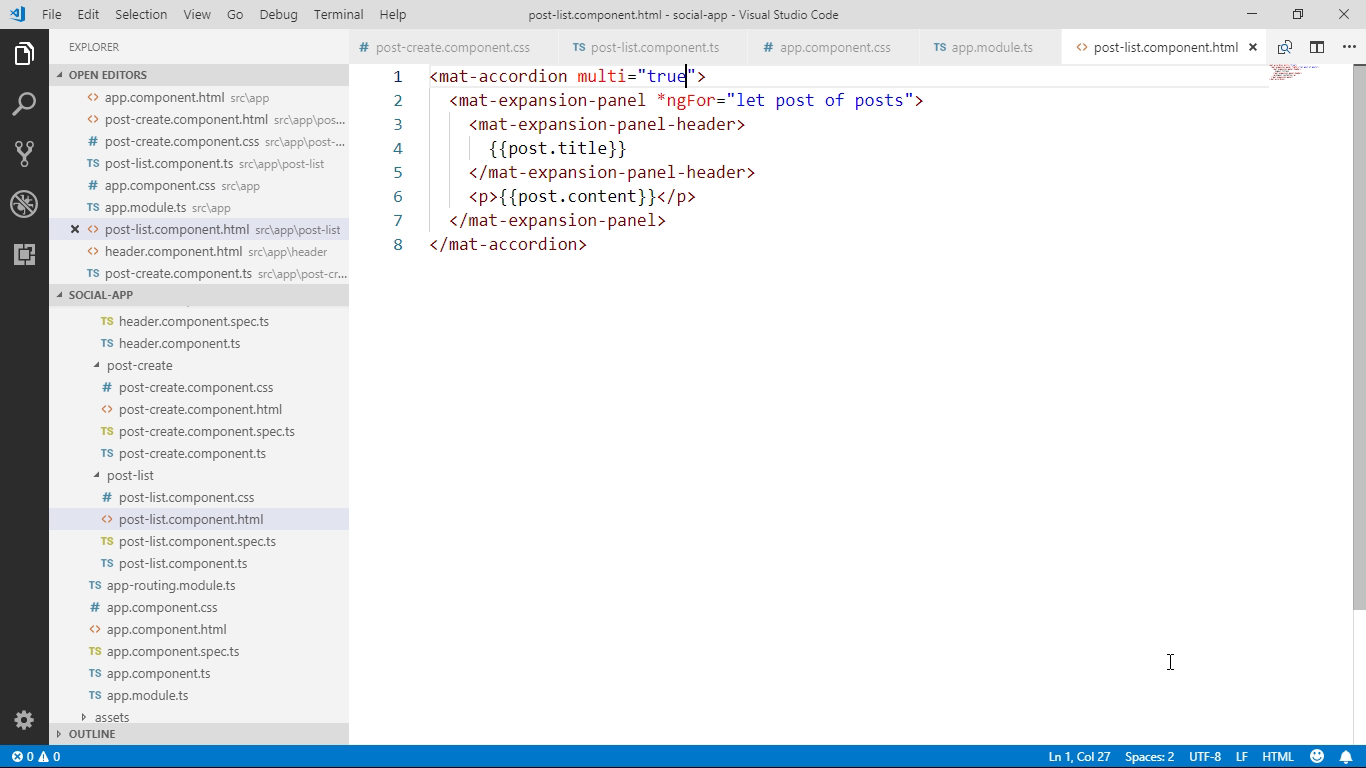 File Edit Selection View Go Debug Terminal Help post-list.component.html - social-app - Visual Studio Code
EXPLORER
OPEN EDITORS
app.component.html src\app
post-create.component.html src\app\pos...
post-create.component.css src\app\post-...
TS post-list.component.ts src\app\post-list
# app.component.css src\app
TS app.module.ts src\app
post-list.component.html src\app\post-list
header.component.html src\app\header
TS post-create.component.ts src\app\post-cr...
SOCIAL-APP
TS header.component.spec.ts
TS header.component.ts
post-create
# post-create.component.css
<> post-create.component.html
TS post-create.component.spec.ts
TS post-create.component.ts
post-list
# post-list.component.css
<> post-list.component.html
TS post-list.component.spec.ts
TS post-list.component.ts
TS app-routing.module.ts
# app.component.css
<> app.component.html
TS app.component.spec.ts
TS app.component.ts
TS app.module.ts
assets
OUTLINE
# post-create.component.css TS post-list.component.ts # app.component.css TS app.module.ts <> post-list.component.html
1 <mat-accordion multi="true">
2 <mat-expansion-panel *ngFor="let post of posts">
3 <mat-expansion-panel-header>
4 {{post.title}}
5 </mat-expansion-panel-header>
6 <p>{{post.content}}</p>
7 </mat-expansion-panel>
8 </mat-accordion>
0 0 Ln 1, Col 27 Spaces: 2 UTF-8 LF HTML